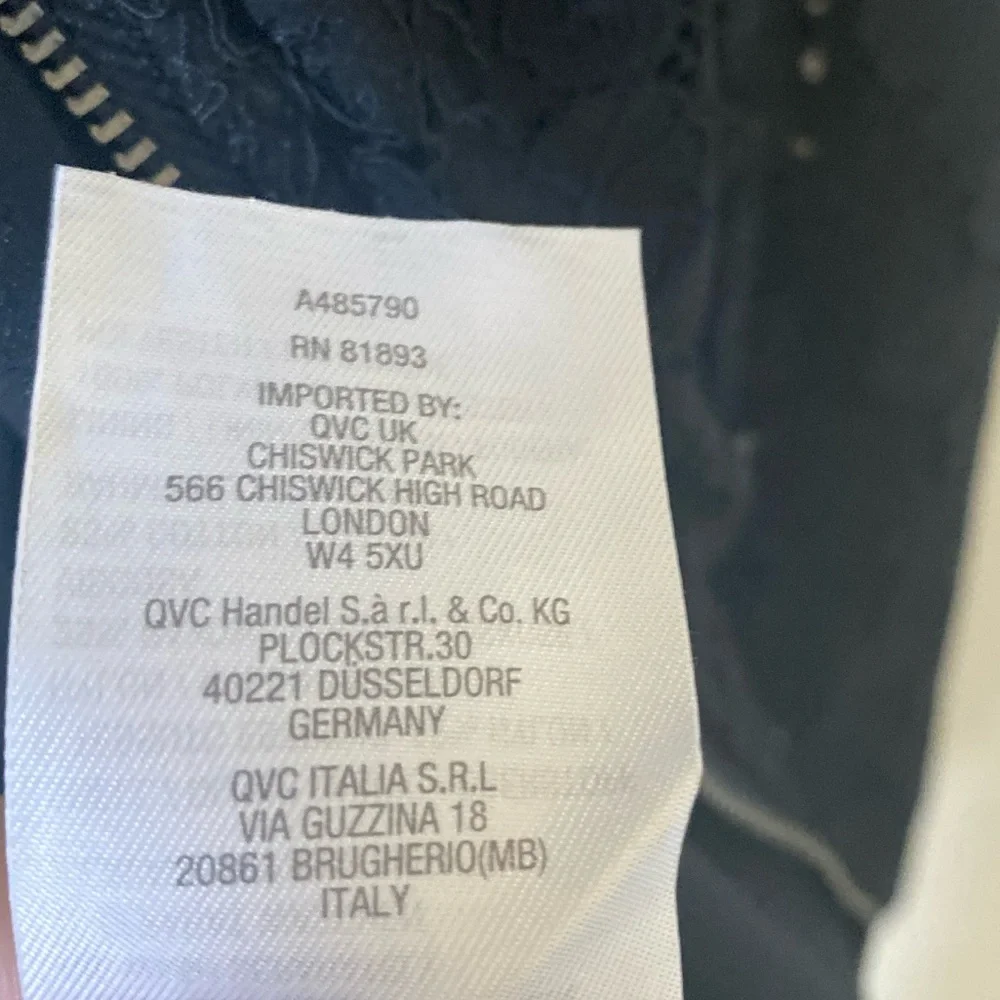 A485790
RN 81893
IMPORTED BY:
QVC UK
CHISWICK PARK
566 CHISWICK HIGH ROAD
LONDON
W4 5XU
QVC Handel S.à r.l. & Co. KG
PLOCKSTR.30
40221 DÜSSELDORF
GERMANY
QVC ITALIA S.R.L
VIA GUZZINA 18
20861 BRUGHERIO(MB)
ITALY